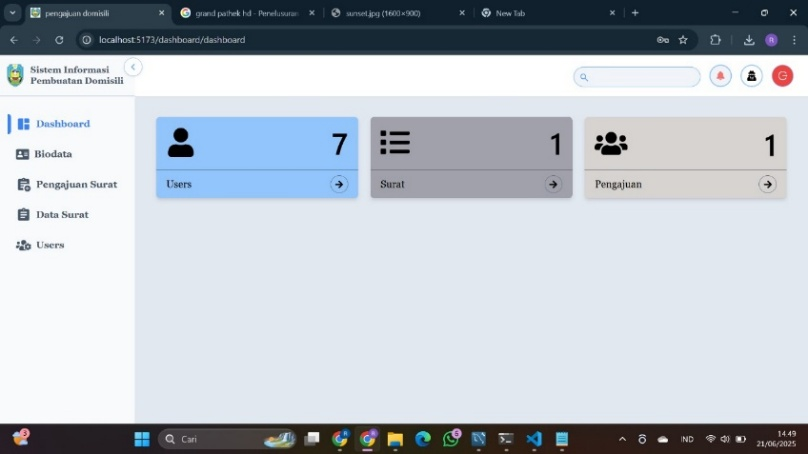 pengajuan domisili
grand pathek hd - Penelusuran
sunset.jpg (1600×900)
New Tab
localhost:5173/dashboard/dashboard
Sistem Informasi
Pembuatan Domisili
Dashboard
Biodata
Pengajuan Surat
Data Surat
Users
7
Users
1
Surat
1
Pengajuan
Cari
IND
14.49
21/06/2025